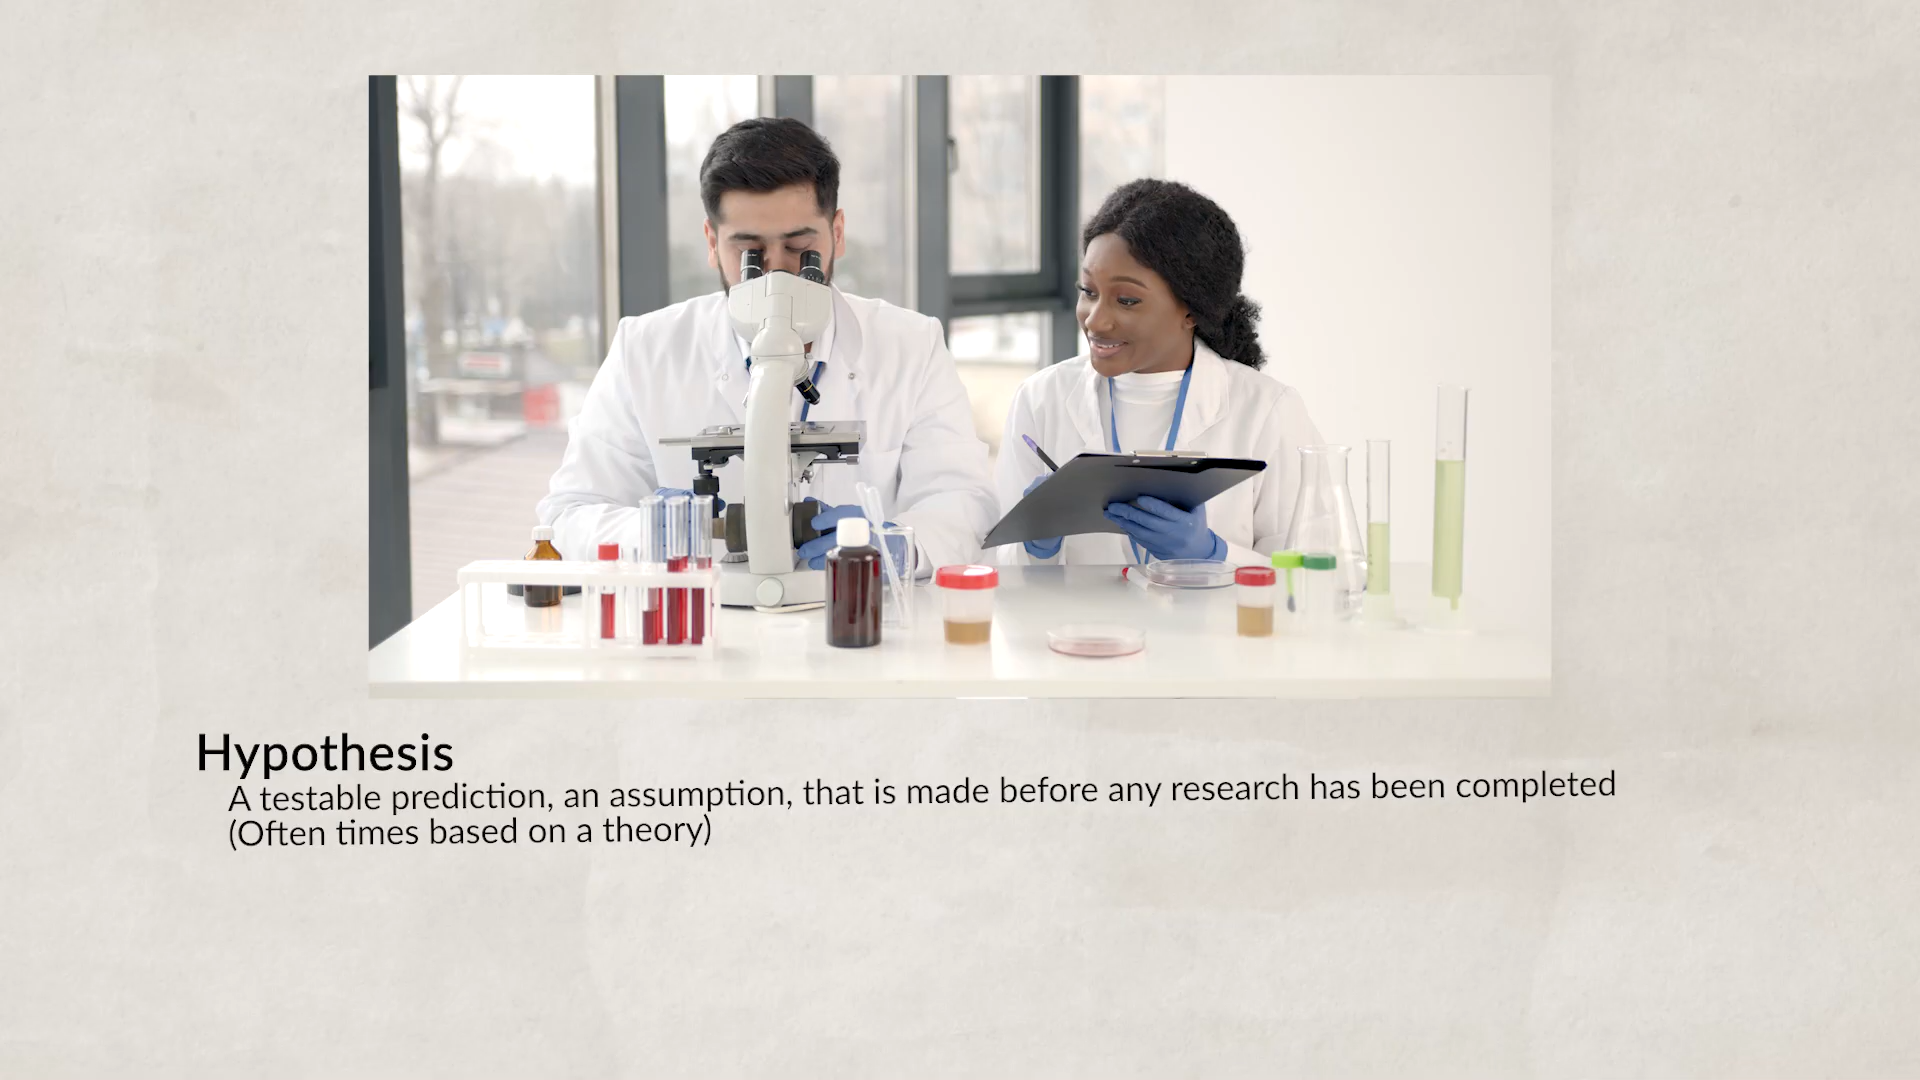 Hypothesis
A testable prediction, an assumption, that is made before any research has been completed
(Often times based on a theory)